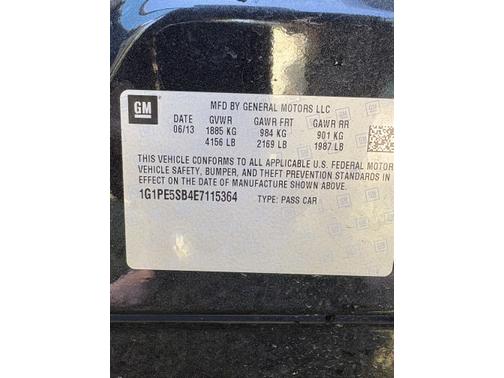 GM
MFD BY GENERAL MOTORS LLC
DATE GVWR GAWR FRT GAWR RR
06/13 1885 KG 984 KG 901 KG
4156 LB 2169 LB 1987 LB
THIS VEHICLE CONFORMS TO ALL APPLICABLE U.S. FEDERAL MOTOR
VEHICLE SAFETY, BUMPER, AND THEFT PREVENTION STANDARDS IN
EFFECT ON THE DATE OF MANUFACTURE SHOWN ABOVE.
1G1PE5SB4E7115364 TYPE: PASS CAR